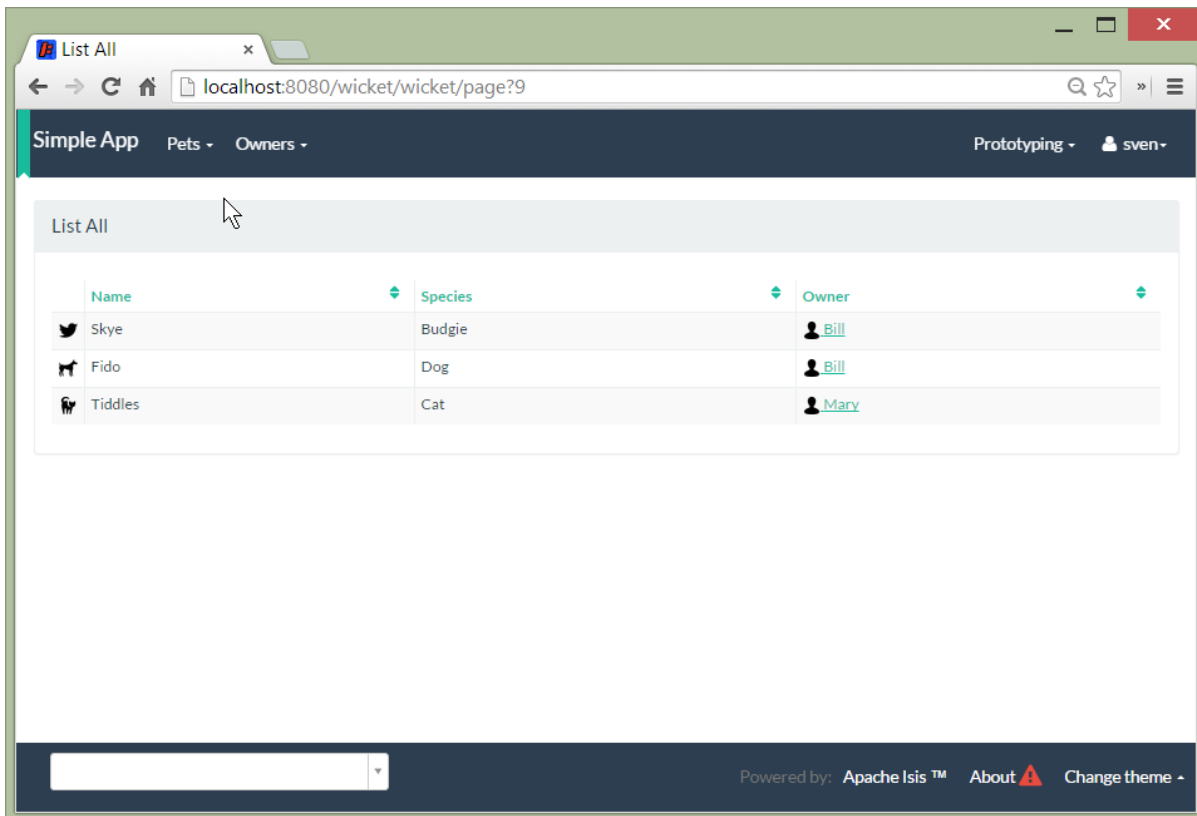 List All
localhost:8080/wicket/wicket/page?9
Simple App Pets Owners Prototyping sven
List All
Name Species Owner
Skye Budgie Bill
Fido Dog Bill
Tiddles Cat Mary
Powered by: Apache Isis ™ About Change theme